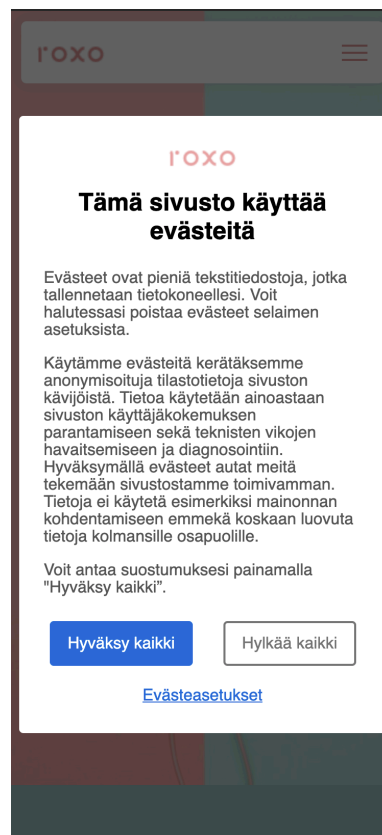 roxo
roxo
Tämä sivusto käyttää
evästeitä
Evästeet ovat pieniä tekstitiedostoja, jotka
tallennetaan tietokoneellesi. Voit
halutessasi poistaa evästeet selaimen
asetuksista.
Käytämme evästeitä kerätäksemme
anonymisoituja tilastotietoja sivuston
kävijöistä. Tietoa käytetään ainoastaan
sivuston käyttäjäkokemuksen
parantamiseen sekä teknisten vikojen
havaitsemiseen ja diagnosointiin.
Hyväksymällä evästeet autat meitä
tekemään sivustostamme toimivamman.
Tietoja ei käytetä esimerkiksi mainonnan
kohdentamiseen emmekä koskaan luovuta
tietoja kolmansille osapuolille.
Voit antaa suostumuksesi painamalla
"Hyväksy kaikki”.
Hyväksy kaikki Hylkää kaikki
Evästeasetukset